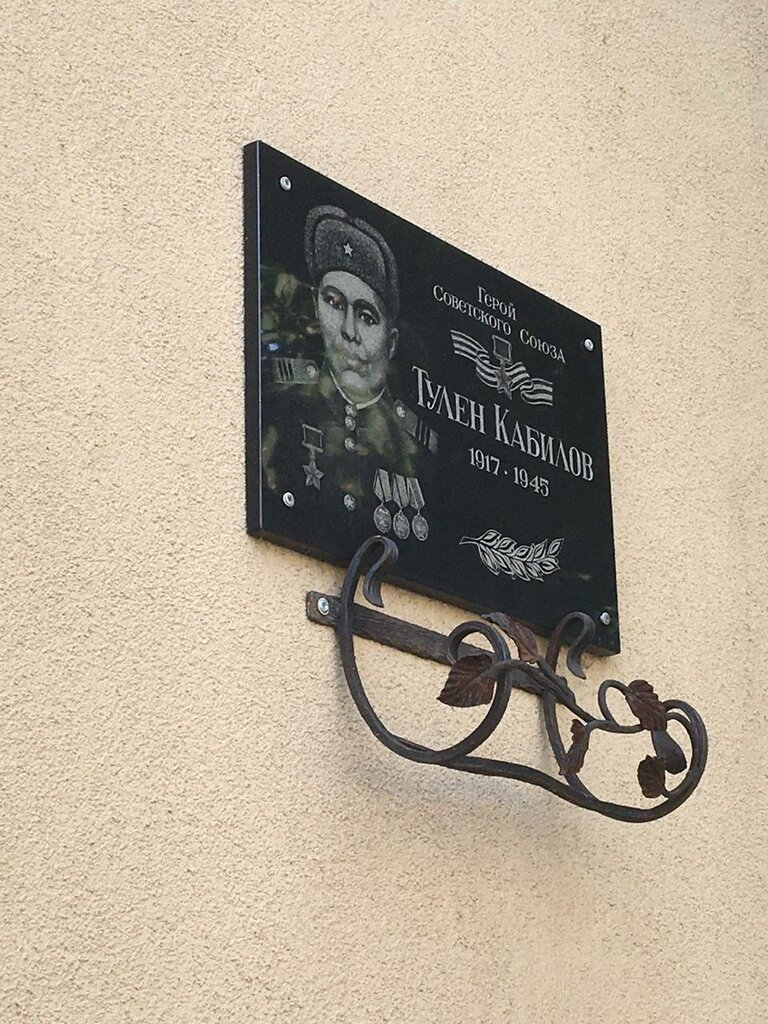 Герой
Советского Союза
Тулен Кабилов
1917 · 1945